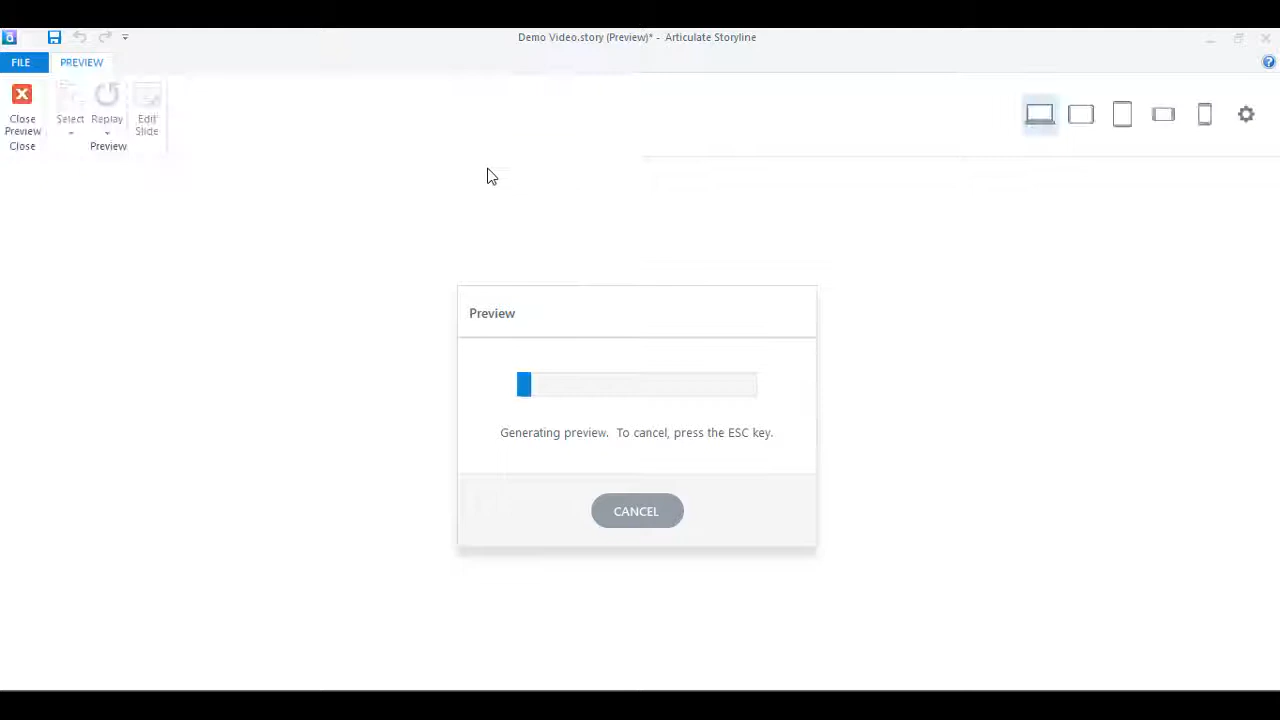 Demo Video.story (Preview)* - Articulate Storyline
FILE PREVIEW
Close Preview
Select
Replay
Edit Slide
Close
Preview
Preview
Generating preview. To cancel, press the ESC key.
CANCEL